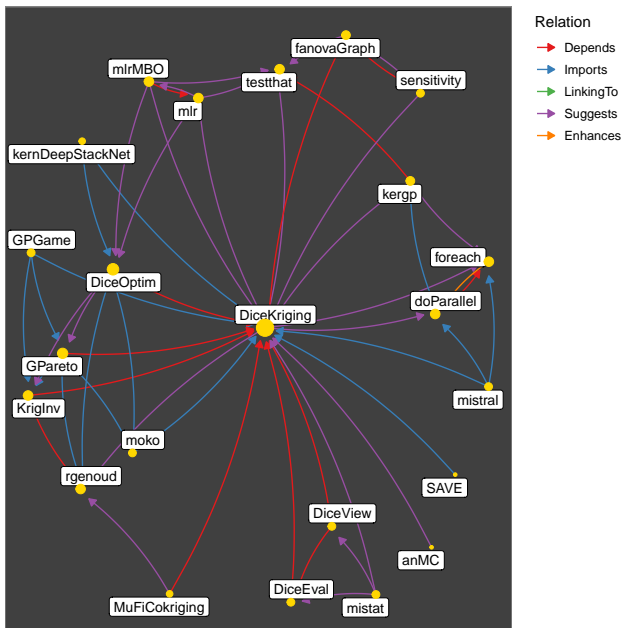 Relation
Depends
Imports
LinkingTo
Suggests
Enhances
fanovaGraph
mlrMBO
testthat
sensitivity
mlr
kernDeepStackNet
kergp
GPGame
foreach
DiceOptim
doParallel
DiceKriging
GPareto
mistral
KrigInv
moko
rgenoud
SAVE
DiceView
anMC
DiceEval
MuFiCokriging
mistat